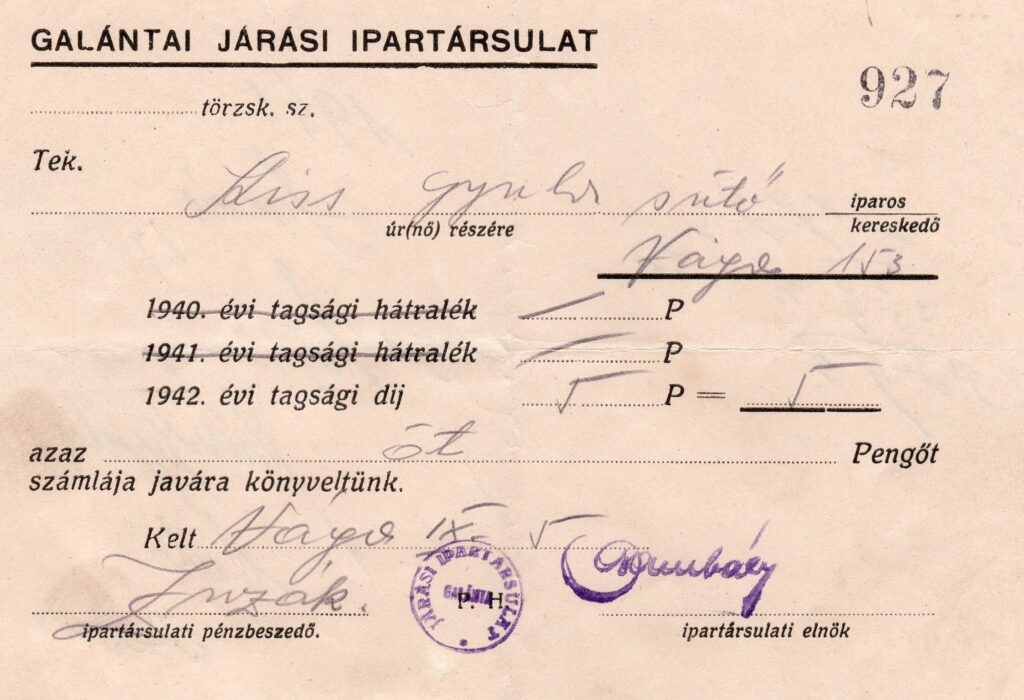 GALÁNTAI JÁRÁSI IPARTÁRSULAT
927
törzsk. sz.
Tek.
Kiss Gyula sütő iparos
úr(nő) részére kereskedő
Vága 153
1940. évi tagsági hátralék P
1941. évi tagsági hátralék P
1942. évi tagsági dij 5 P = 5
azaz öt Pengőt
számlája javára könyveltünk.
Kelt Vága IX. 5
JÁRÁSI IPARTÁRSULAT
GALÁNTA
P. H.
ipartársulati pénzbeszedő. ipartársulati elnök